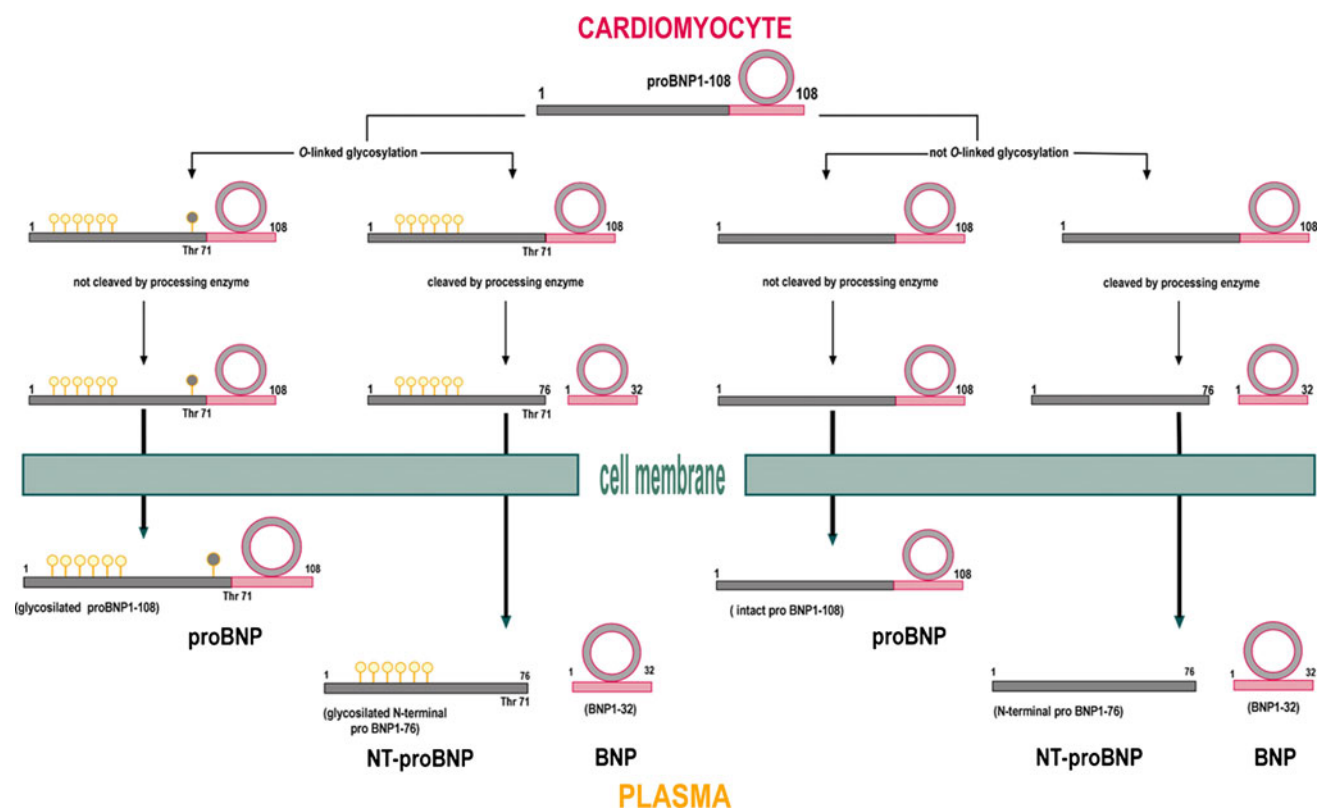 CARDIOMYOCYTE
proBNP1-108
1
108
O-linked glycosylation
not O-linked glycosylation
1
108
Thr 71
1
108
Thr 71
1
108
1
108
not cleaved by processing enzyme
cleaved by processing enzyme
not cleaved by processing enzyme
cleaved by processing enzyme
1
108
Thr 71
1
76
Thr 71
1
32
1
108
1
76
1
32
cell membrane
1
108
Thr 71
(glycosilated proBNP1-108)
proBNP
1
108
( intact pro BNP1-108)
proBNP
1
76
Thr 71
(glycosilated N-terminal
pro BNP1-76)
NT-proBNP
1
32
(BNP1-32)
BNP
1
76
(N-terminal pro BNP1-76)
NT-proBNP
1
32
(BNP1-32)
BNP
PLASMA